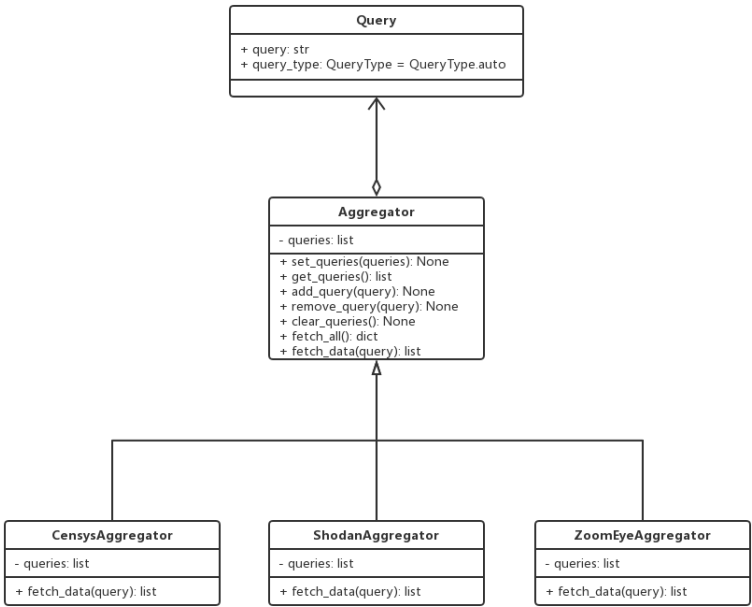 Query
+ query: str
+ query_type: QueryType = QueryType.auto
Aggregator
- queries: list
+ set_queries(queries): None
+ get_queries(): list
+ add_query(query): None
+ remove_query(query): None
+ clear_queries(): None
+ fetch_all(): dict
+ fetch_data(query): list
CensysAggregator
- queries: list
+ fetch_data(query): list
ShodanAggregator
- queries: list
+ fetch_data(query): list
ZoomEyeAggregator
- queries: list
+ fetch_data(query): list